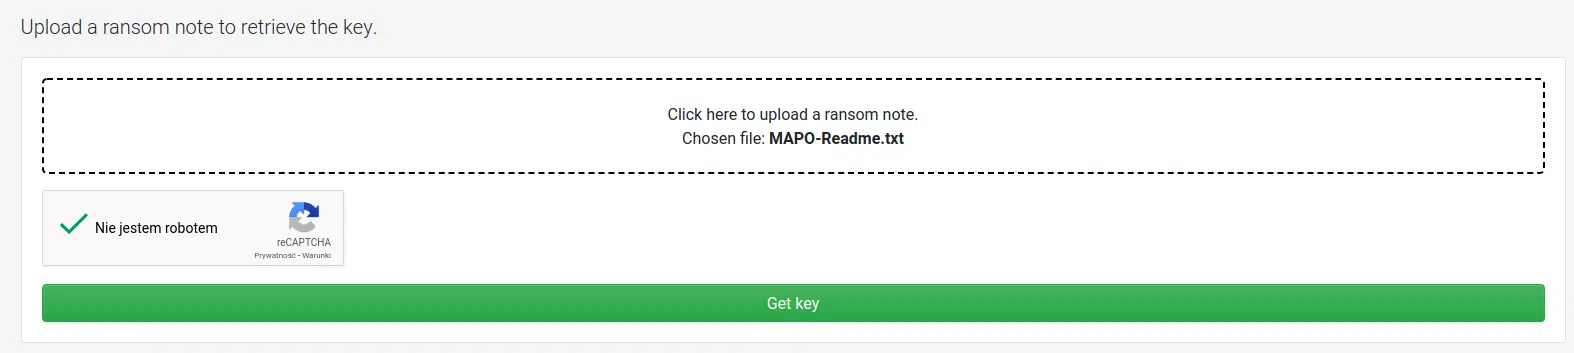 Upload a ransom note to retrieve the key.
Click here to upload a ransom note.
Chosen file: MAPO-Readme.txt
Nie jestem robotem
reCAPTCHA
Prywatność - Warunki
Get key